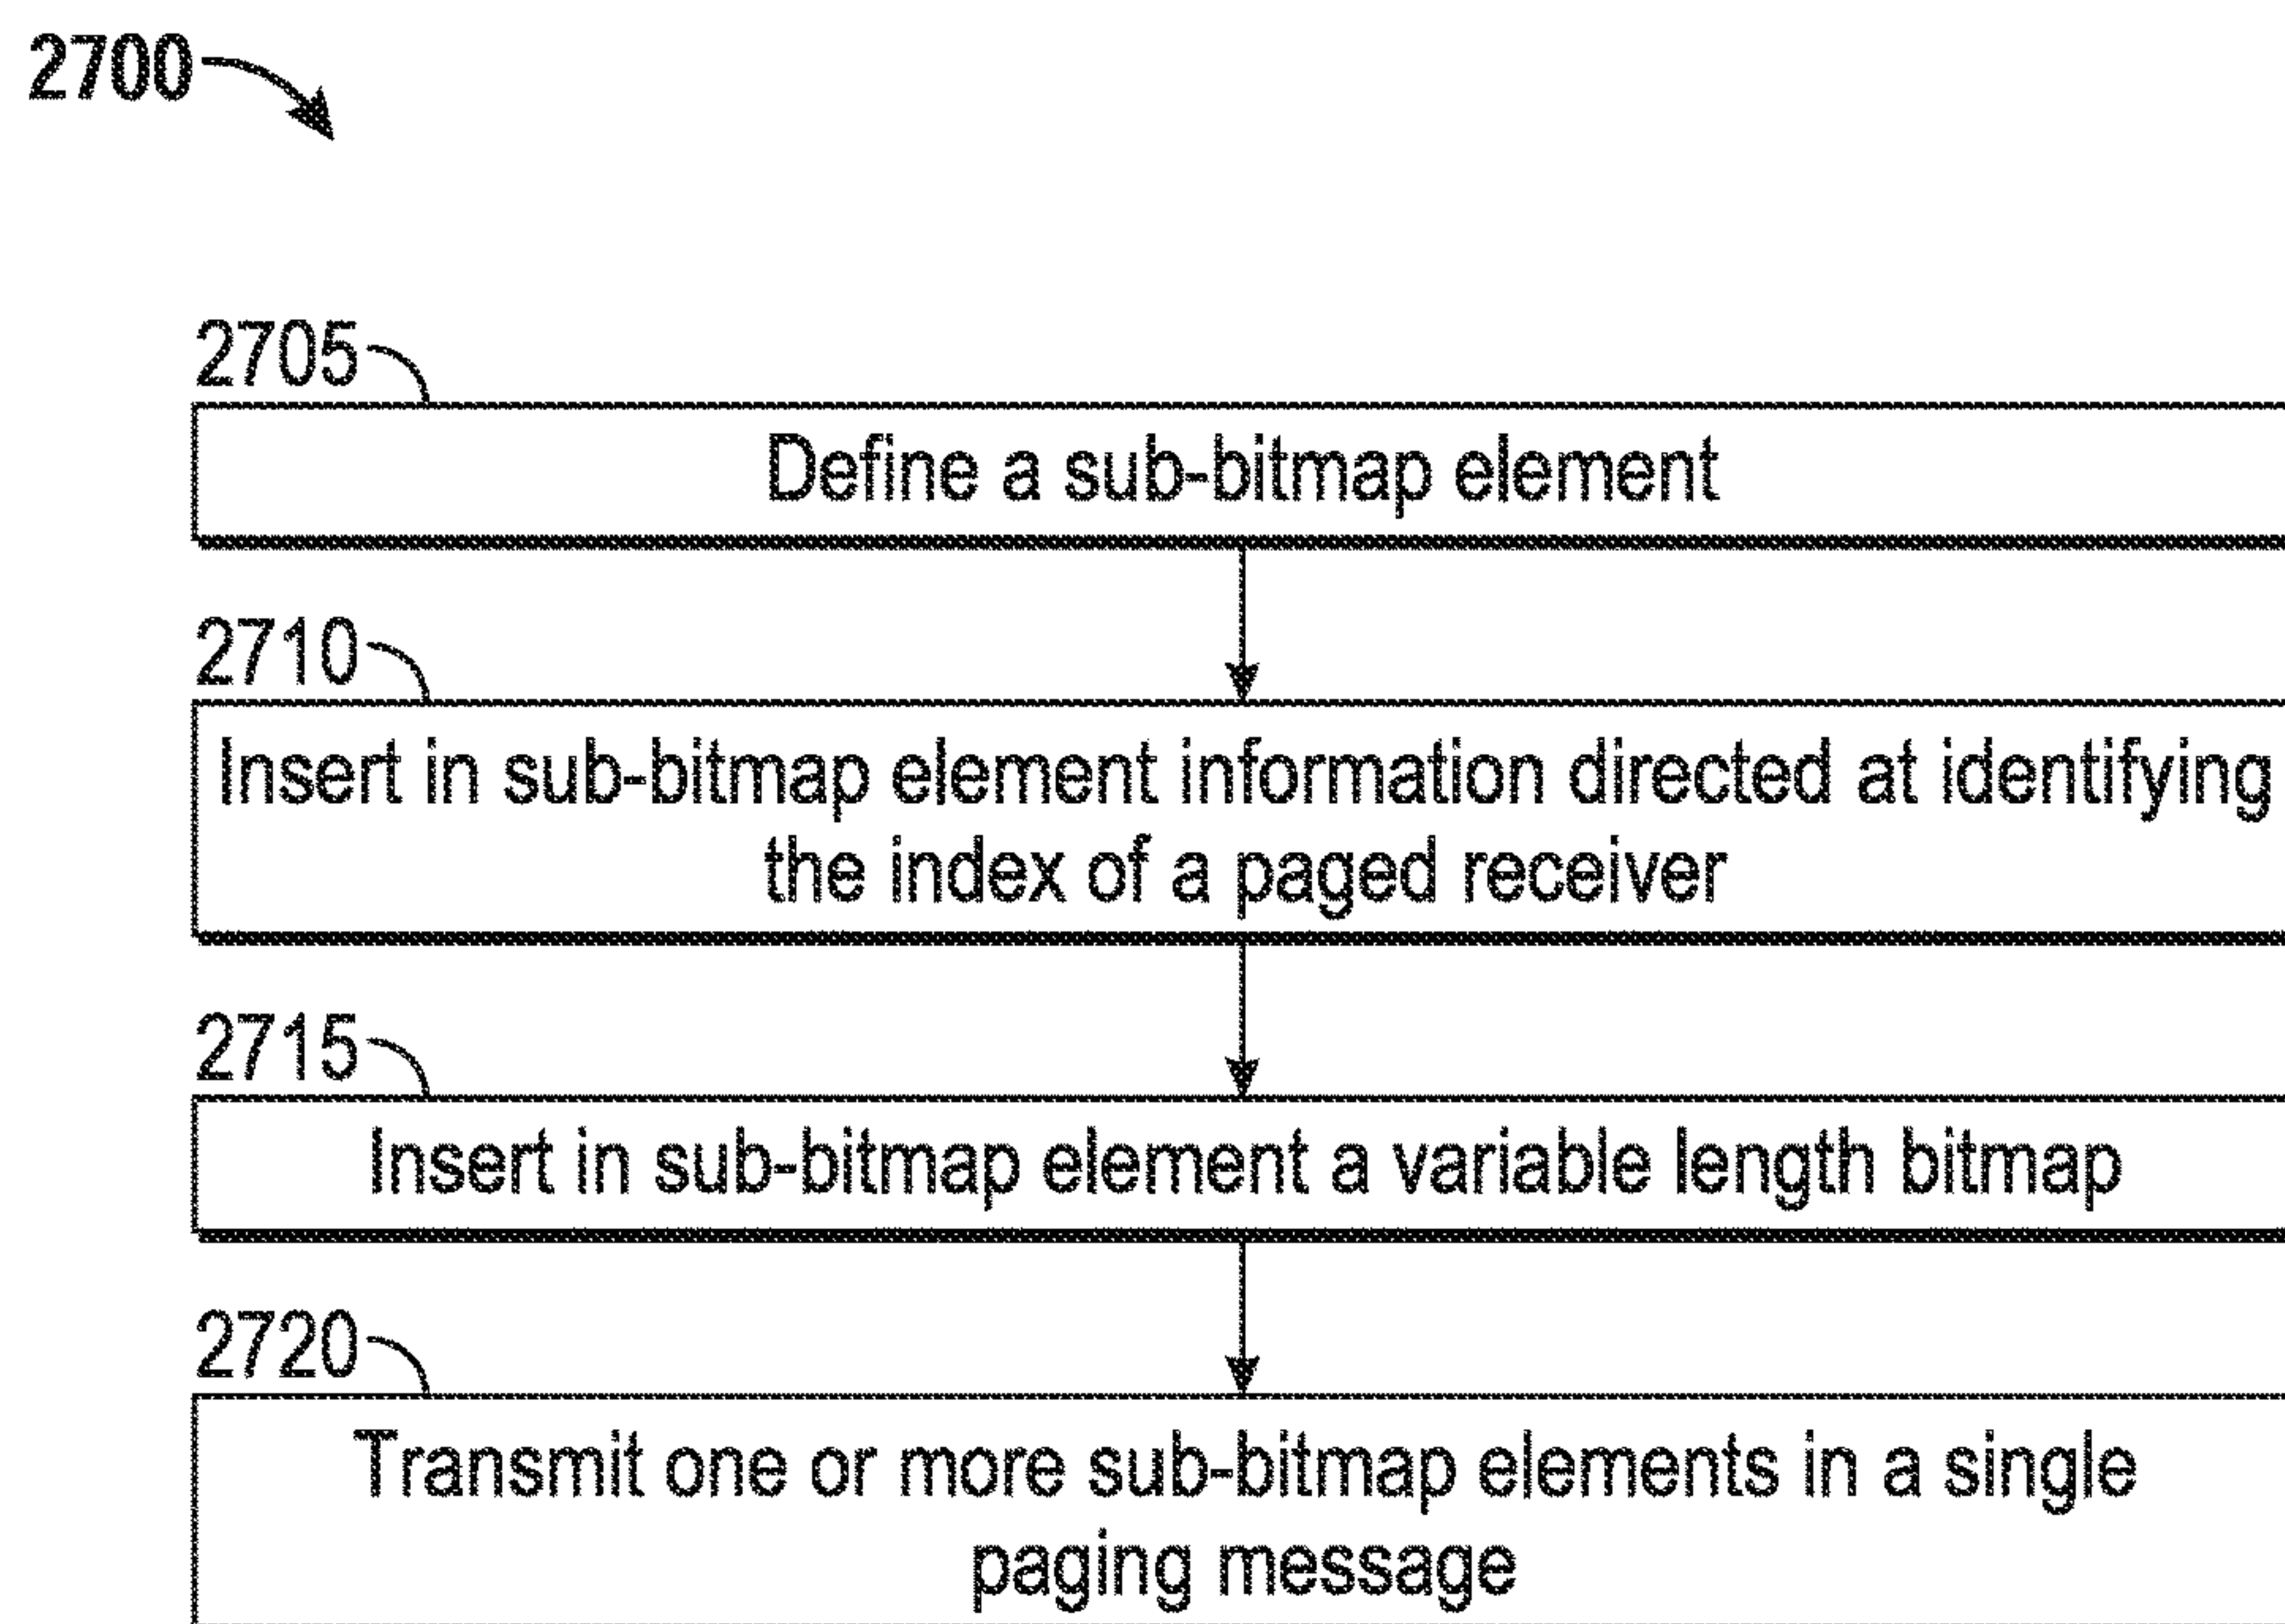 2700
2705
Define a sub-bitmap element
2710
Insert in sub-bitmap element information directed at identifying
the index of a paged receiver
2715
Insert in sub-bitmap element a variable length bitmap
2720
Transmit one or more sub-bitmap elements in a single
paging message